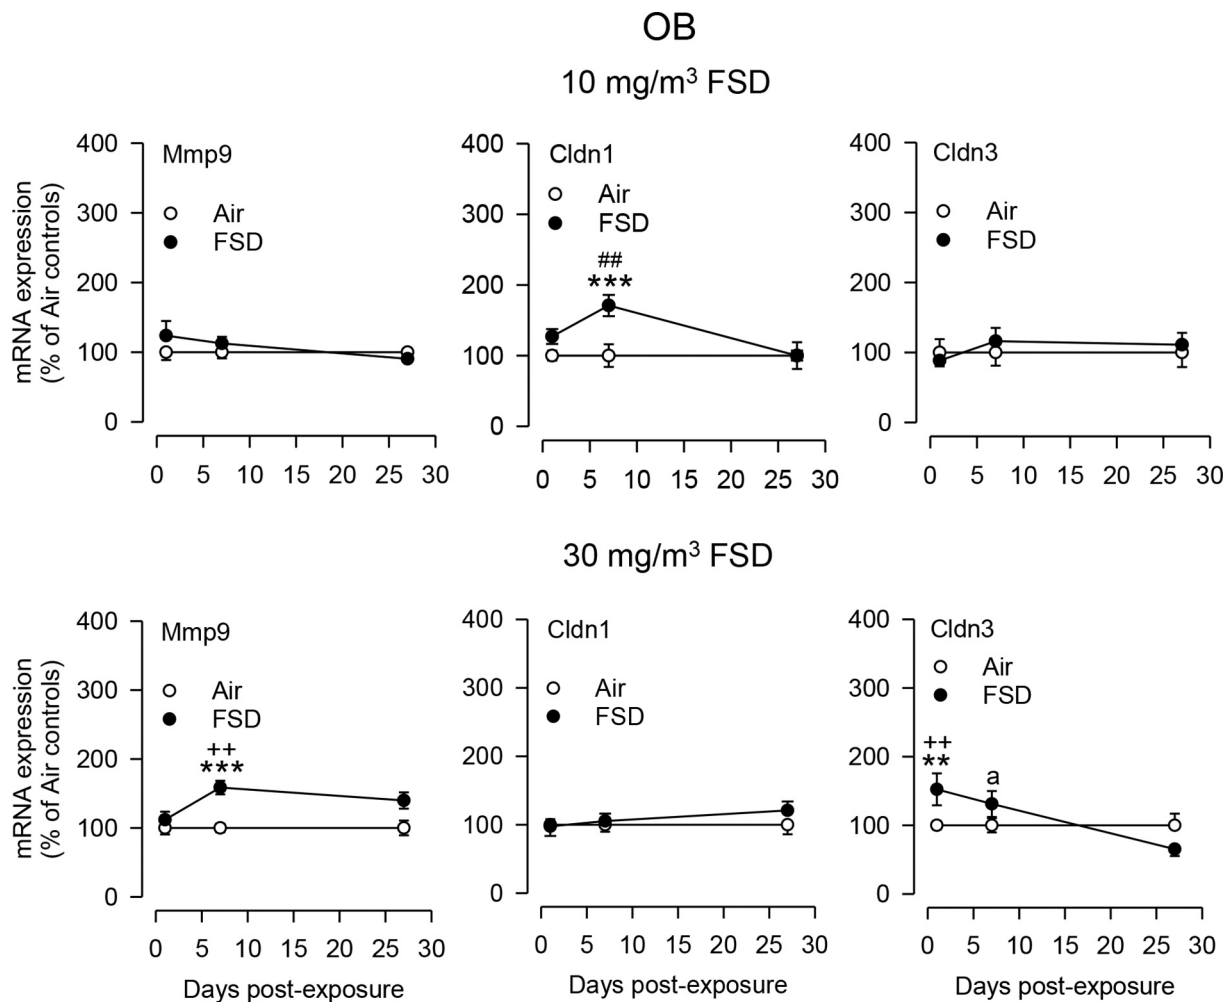 OB
10 mg/m³ FSD
mRNA expression
(% of Air controls)
400
300
200
100
0
Mmp9
Air
FSD
0 5 10 15 20 25 30
400
300
200
100
0
Cldn1
Air
FSD
##
***
0 5 10 15 20 25 30
400
300
200
100
0
Cldn3
Air
FSD
0 5 10 15 20 25 30
30 mg/m³ FSD
mRNA expression
(% of Air controls)
400
300
200
100
0
Mmp9
Air
FSD
++
***
0 5 10 15 20 25 30
Days post-exposure
400
300
200
100
0
Cldn1
Air
FSD
0 5 10 15 20 25 30
Days post-exposure
400
300
200
100
0
Cldn3
Air
FSD
++
**
a
0 5 10 15 20 25 30
Days post-exposure